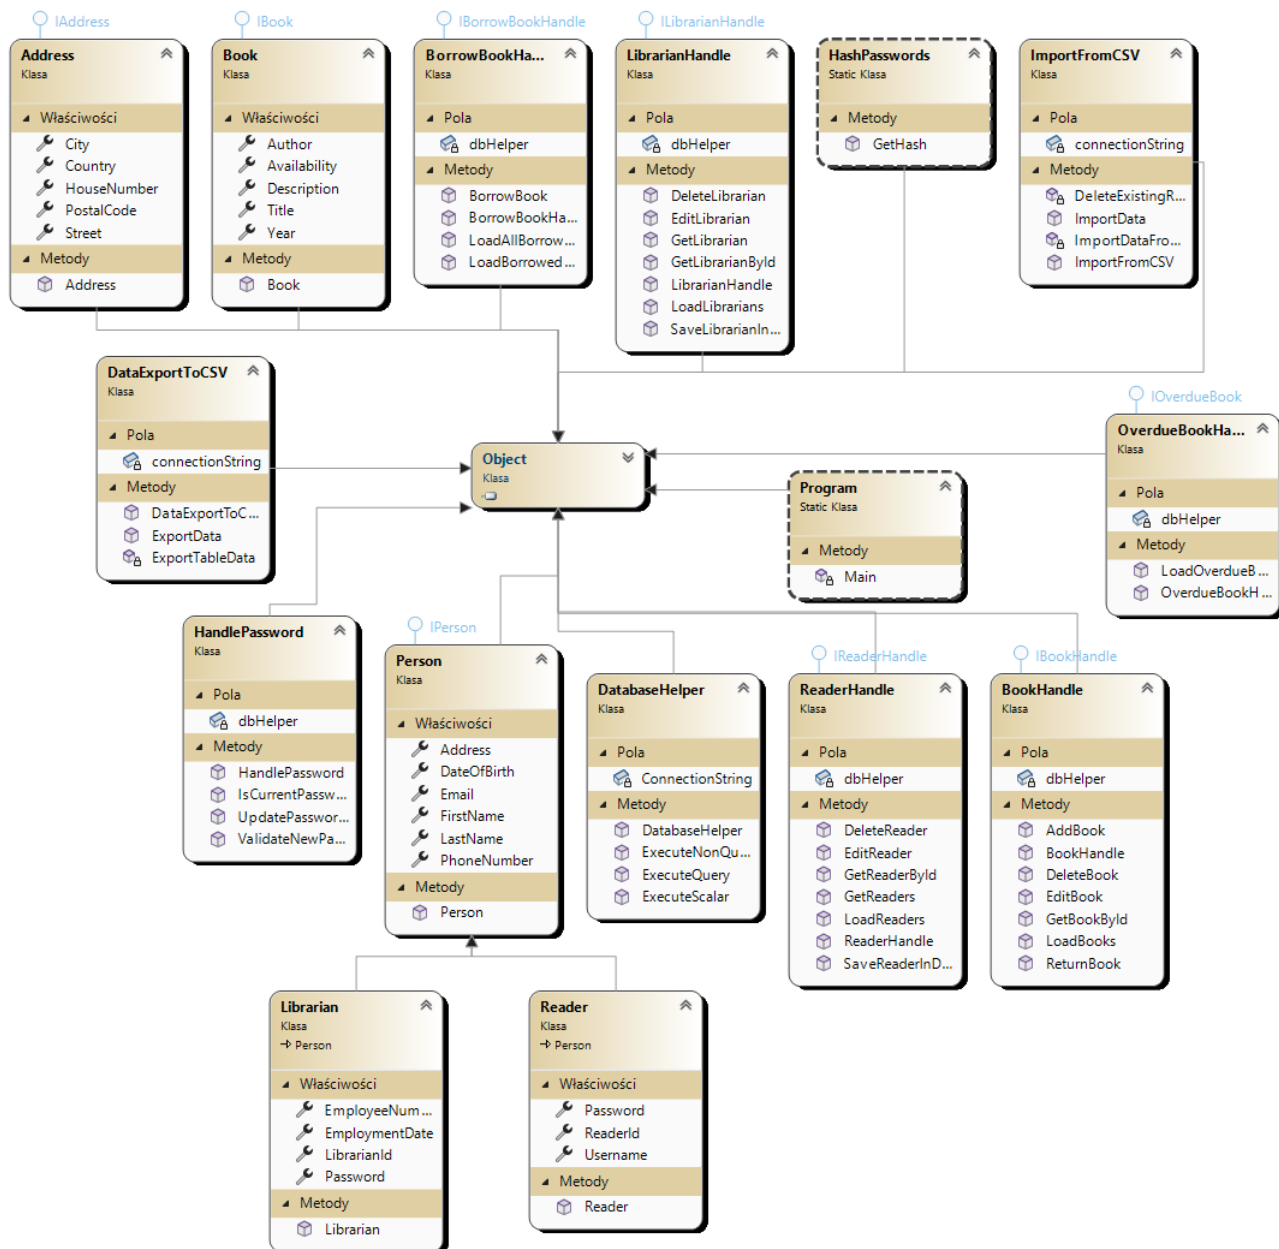 IAddress
Address
Klasa
Właściwości
City
Country
HouseNumber
PostalCode
Street
Metody
Address
IBook
Book
Klasa
Właściwości
Author
Availability
Description
Title
Year
Metody
Book
IBorrowBookHandle
BorrowBookHa...
Klasa
Pola
dbHelper
Metody
BorrowBook
BorrowBookHa...
LoadAllBorrow...
LoadBorrowed...
ILibrarianHandle
LibrarianHandle
Klasa
Pola
dbHelper
Metody
DeleteLibrarian
EditLibrarian
GetLibrarian
GetLibrarianById
LibrarianHandle
LoadLibrarians
SaveLibrarianIn...
HashPasswords
Static Klasa
Metody
GetHash
ImportFromCSV
Klasa
Pola
connectionString
Metody
DeleteExistingR...
ImportData
ImportDataFro...
ImportFromCSV
DataExportToCSV
Klasa
Pola
connectionString
Metody
DataExportToC...
ExportData
ExportTableData
Object
Klasa
Program
Static Klasa
Metody
Main
IOverdueBook
OverdueBookHa...
Klasa
Pola
dbHelper
Metody
LoadOverdueB...
OverdueBookH...
HandlePassword
Klasa
Pola
dbHelper
Metody
HandlePassword
IsCurrentPassw...
UpdatePasswor...
ValidateNewPa...
IPerson
Person
Klasa
Właściwości
Address
DateOfBirth
Email
FirstName
LastName
PhoneNumber
Metody
Person
DatabaseHelper
Klasa
Pola
ConnectionString
Metody
DatabaseHelper
ExecuteNonQu...
ExecuteQuery
ExecuteScalar
IReaderHandle
ReaderHandle
Klasa
Pola
dbHelper
Metody
DeleteReader
EditReader
GetReaderById
GetReaders
LoadReaders
ReaderHandle
SaveReaderInD...
IBookHandle
BookHandle
Klasa
Pola
dbHelper
Metody
AddBook
BookHandle
DeleteBook
EditBook
GetBookById
LoadBooks
ReturnBook
Librarian
Klasa
Person
Właściwości
EmployeeNum...
EmploymentDate
LibrarianId
Password
Metody
Librarian
Reader
Klasa
Person
Właściwości
Password
ReaderId
Username
Metody
Reader